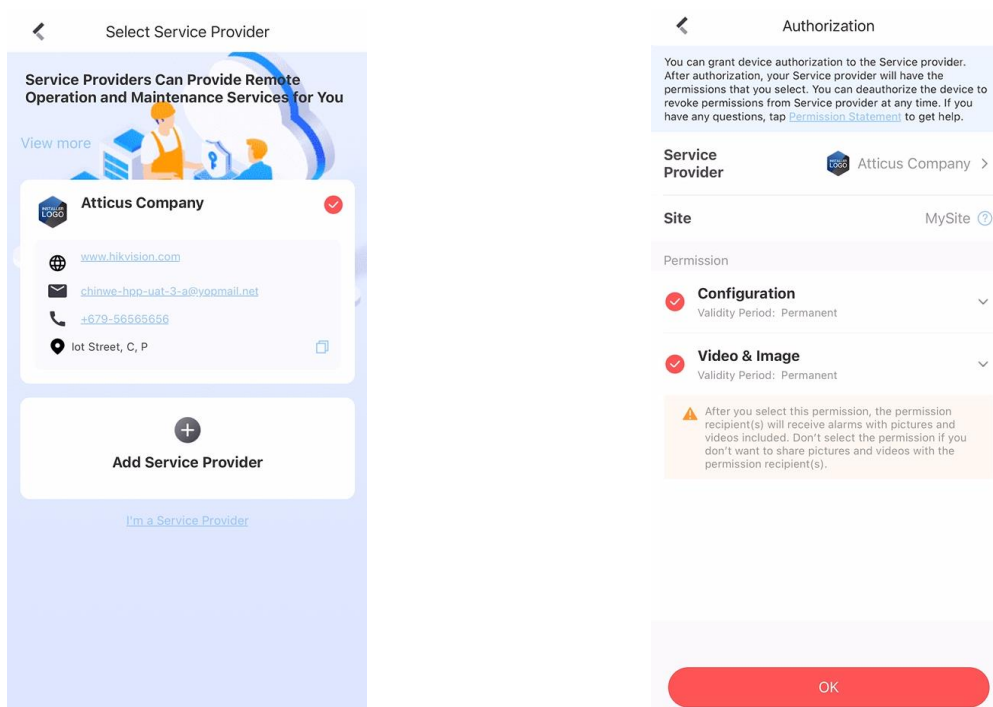 Select Service Provider
Service Providers Can Provide Remote
Operation and Maintenance Services for You
View more
INSTALLER
LOGO
Atticus Company
www.hikvision.com
chinwe-hpp-uat-3-a@yopmail.net
+679-56565656
Iot Street, C, P
Add Service Provider
I'm a Service Provider
Authorization
You can grant device authorization to the Service provider.
After authorization, your Service provider will have the
permissions that you select. You can deauthorize the device to
revoke permissions from Service provider at any time. If you
have any questions, tap Permission Statement to get help.
Service
Provider
INSTALLER
LOGO
Atticus Company
Site
MySite
?
Permission
Configuration
Validity Period: Permanent
Video & Image
Validity Period: Permanent
After you select this permission, the permission
recipient(s) will receive alarms with pictures and
videos included. Don't select the permission if you
don't want to share pictures and videos with the
permission recipient(s).
OK